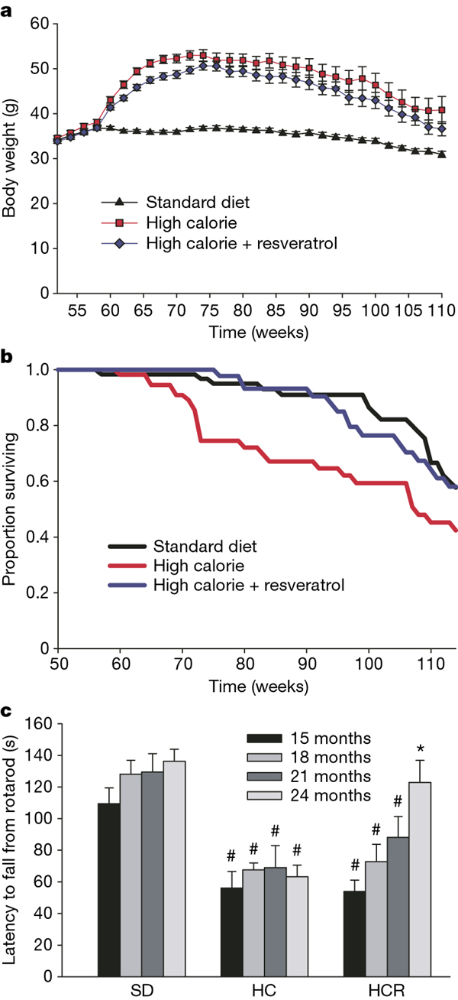 a
60
50
40
30
20
10
0
Body weight (g)
Standard diet
High calorie
High calorie + resveratrol
55 60 65 70 75 80 85 90 95 100 105 110
Time (weeks)
b
1.0
0.8
0.6
0.4
0.2
0
Proportion surviving
Standard diet
High calorie
High calorie + resveratrol
50 60 70 80 90 100 110
Time (weeks)
c
160
140
120
100
80
60
40
20
0
Latency to fall from rotarod (s)
15 months
18 months
21 months
24 months
# # # #
# # # *
SD HC HCR